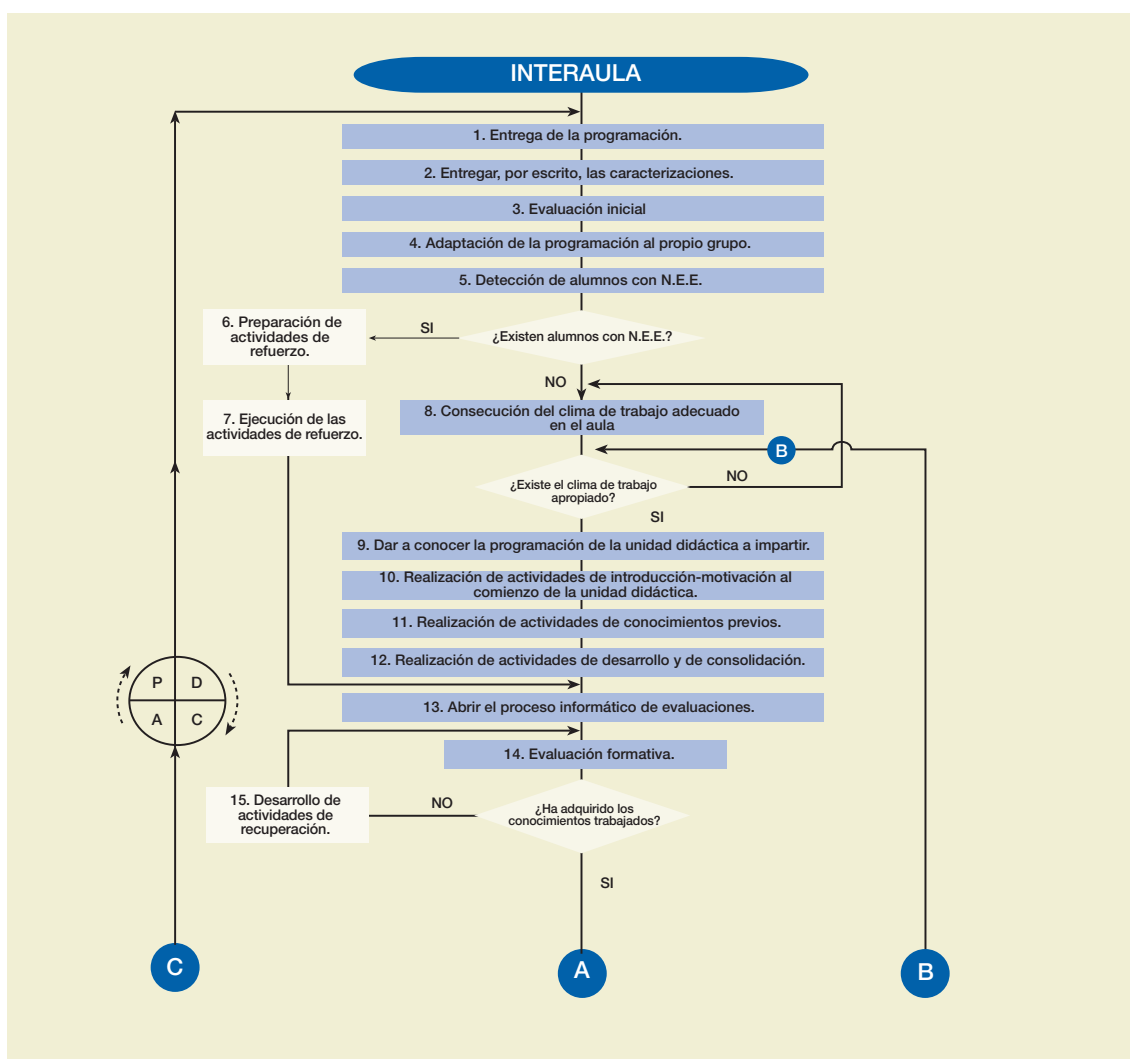 INTERAULA
1. Entrega de la programación.
2. Entregar, por escrito, las caracterizaciones.
3. Evaluación inicial
4. Adaptación de la programación al propio grupo.
5. Detección de alumnos con N.E.E.
6. Preparación de
actividades de
refuerzo.
SI
¿Existen alumnos con N.E.E.?
NO
7. Ejecución de las
actividades de refuerzo.
8. Consecución del clima de trabajo adecuado
en el aula
B
¿Existe el clima de trabajo
apropiado?
NO
SI
9. Dar a conocer la programación de la unidad didáctica a impartir.
10. Realización de actividades de introducción-motivación al
comienzo de la unidad didáctica.
11. Realización de actividades de conocimientos previos.
12. Realización de actividades de desarrollo y de consolidación.
P D
A C
13. Abrir el proceso informático de evaluaciones.
14. Evaluación formativa.
15. Desarrollo de
actividades de
recuperación.
NO
¿Ha adquirido los
conocimientos trabajados?
SI
C
A
B